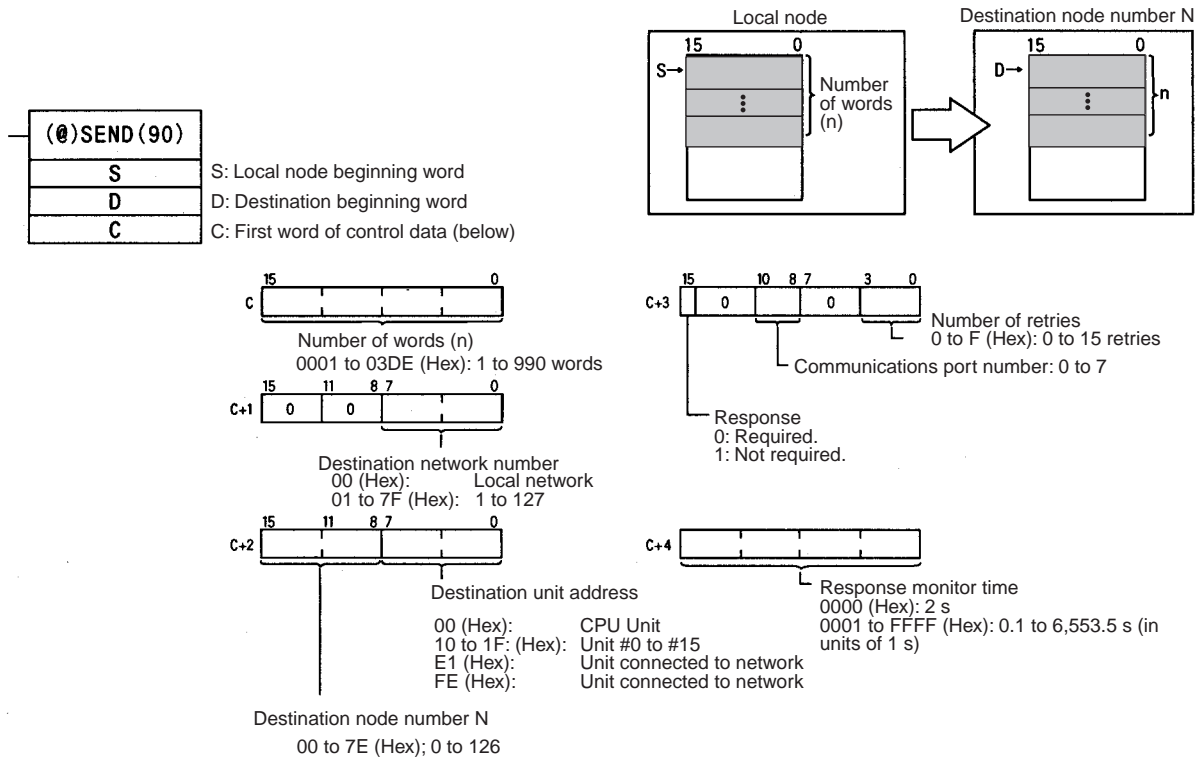 Local node
Destination node number N
15 0
S→
Number
of words
(n)
15 0
D→
n
(@)SEND(90)
S
S: Local node beginning word
D
D: Destination beginning word
C
C: First word of control data (below)
15 0
C
Number of words (n)
0001 to 03DE (Hex): 1 to 990 words
15 11 8 7 0
C+1 0 0
Destination network number
00 (Hex): Local network
01 to 7F (Hex): 1 to 127
15 11 8 7 0
C+2
Destination unit address
00 (Hex): CPU Unit
10 to 1F: (Hex): Unit #0 to #15
E1 (Hex): Unit connected to network
FE (Hex): Unit connected to network
Destination node number N
00 to 7E (Hex); 0 to 126
15 10 8 7 3 0
C+3 0 0
Number of retries
0 to F (Hex): 0 to 15 retries
Communications port number: 0 to 7
Response
0: Required.
1: Not required.
C+4
Response monitor time
0000 (Hex): 2 s
0001 to FFFF (Hex): 0.1 to 6,553.5 s (in
units of 1 s)